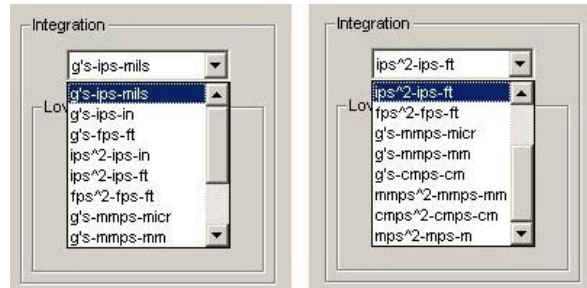 Integration
g's-ips-mils
g's-ips-mils
g's-ips-in
g's-fps-ft
ips^2-ips-in
ips^2-ips-ft
fps^2-fps-ft
g's-mmps-micr
g's-mmps-mm
Lov
Integration
ips^2-ips-ft
ips^2-ips-ft
fps^2-fps-ft
g's-mmps-micr
g's-mmps-mm
g's-cmps-cm
mmps^2-mmps-mm
cmps^2-cmps-cm
mps^2-mps-m
Lov